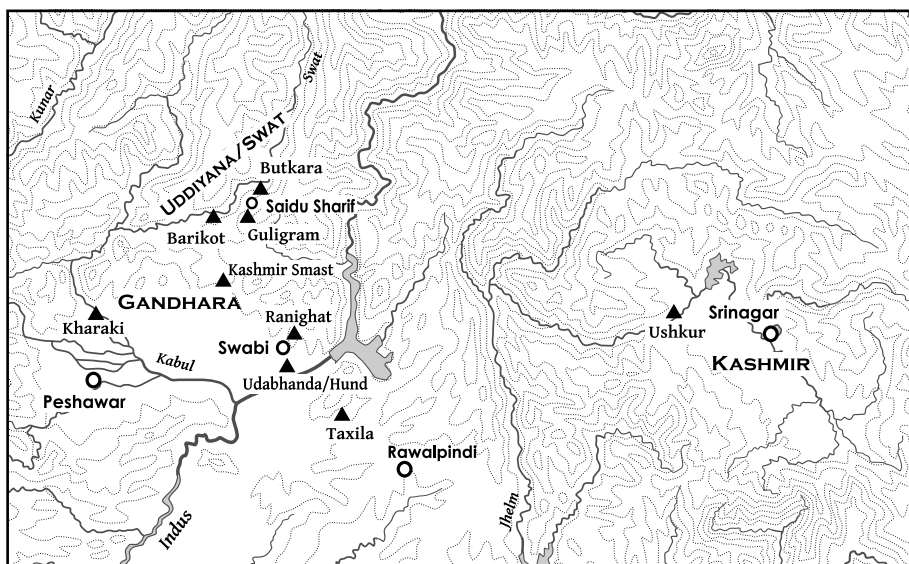 Kunar
Swat
UDDIYANA/SWAT
Butkara
Saidu Sharif
Barikot
Guligram
Kashmir Smast
GANDHARA
Kharaki
Ranighat
Swabi
Srinagar
Ushkur
KASHMIR
Kabul
Udabhanda/Hund
Peshawar
Taxila
Rawalpindi
Indus
Jhelm